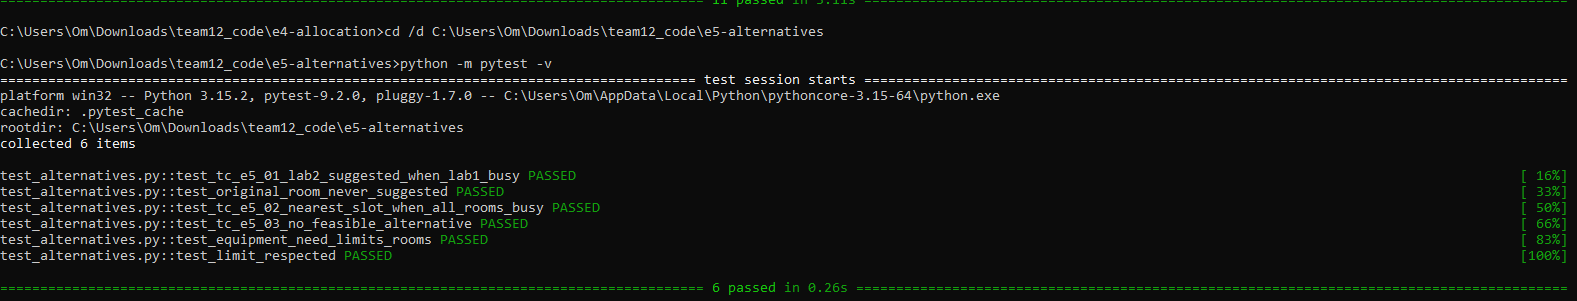 ======== 11 passed in 5.11s ========
C:\Users\Om\Downloads\team12_code\e4-allocation>cd /d C:\Users\Om\Downloads\team12_code\e5-alternatives
C:\Users\Om\Downloads\team12_code\e5-alternatives>python -m pytest -v
======== test session starts ========
platform win32 -- Python 3.15.2, pytest-9.2.0, pluggy-1.7.0 -- C:\Users\Om\AppData\Local\Python\pythoncore-3.15-64\python.exe
cachedir: .pytest_cache
rootdir: C:\Users\Om\Downloads\team12_code\e5-alternatives
collected 6 items
test_alternatives.py::test_tc_e5_01_lab2_suggested_when_lab1_busy PASSED [ 16%]
test_alternatives.py::test_original_room_never_suggested PASSED [ 33%]
test_alternatives.py::test_tc_e5_02_nearest_slot_when_all_rooms_busy PASSED [ 50%]
test_alternatives.py::test_tc_e5_03_no_feasible_alternative PASSED [ 66%]
test_alternatives.py::test_equipment_need_limits_rooms PASSED [ 83%]
test_alternatives.py::test_limit_respected PASSED [100%]
======== 6 passed in 0.26s ========